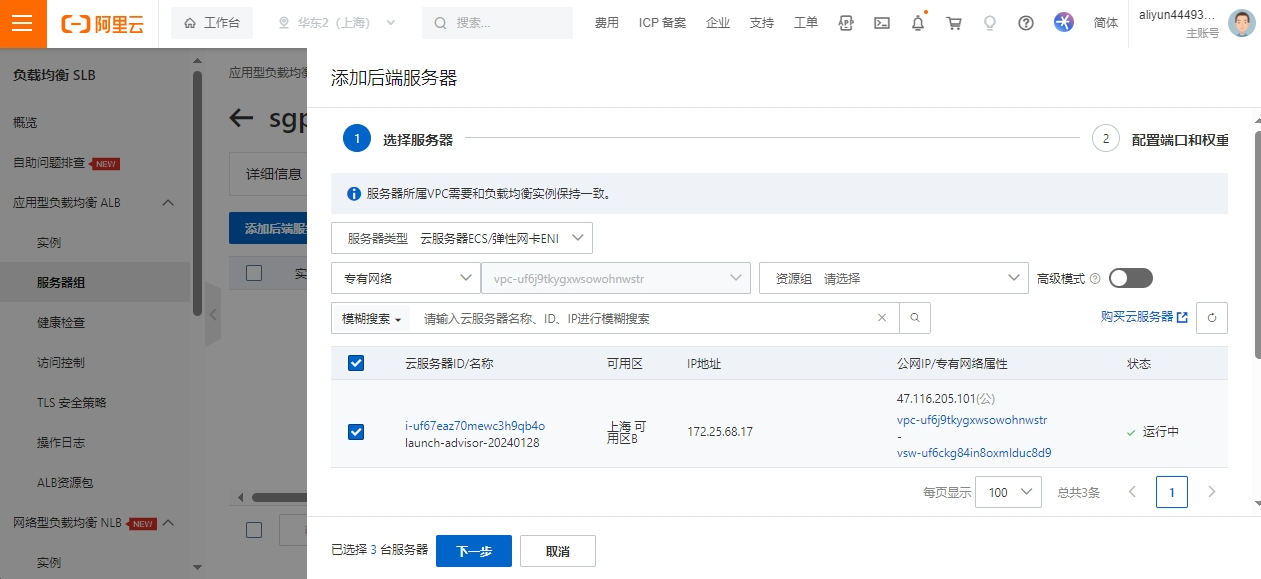 阿里云
工作台
华东2（上海）
搜索...
费用
ICP 备案
企业
支持
工单
简体
aliyun44493...
主账号
负载均衡 SLB
概览
自助问题排查 NEW
应用型负载均衡 ALB
实例
服务器组
健康检查
访问控制
TLS 安全策略
操作日志
ALB资源包
网络型负载均衡 NLB NEW
实例
应用型负载均衡
sgp
详细信息
添加后端服
实
添加后端服务器
1 选择服务器
2 配置端口和权重
服务器所属VPC需要和负载均衡实例保持一致。
服务器类型 云服务器ECS/弹性网卡ENI
专有网络 vpc-uf6j9tkygxwsowohnwstr 资源组 请选择 高级模式
模糊搜索 请输入云服务器名称、ID、IP进行模糊搜索 购买云服务器
云服务器ID/名称 可用区 IP地址 公网IP/专有网络属性 状态
i-uf67eaz70mewc3h9qb4o
launch-advisor-20240128
上海 可
用区B
172.25.68.17
47.116.205.101(公)
vpc-uf6j9tkygxwsowohnwstr
-
vsw-uf6ckg84in8oxmlduc8d9
运行中
每页显示 100 总共3条 1
已选择 3 台服务器 下一步 取消